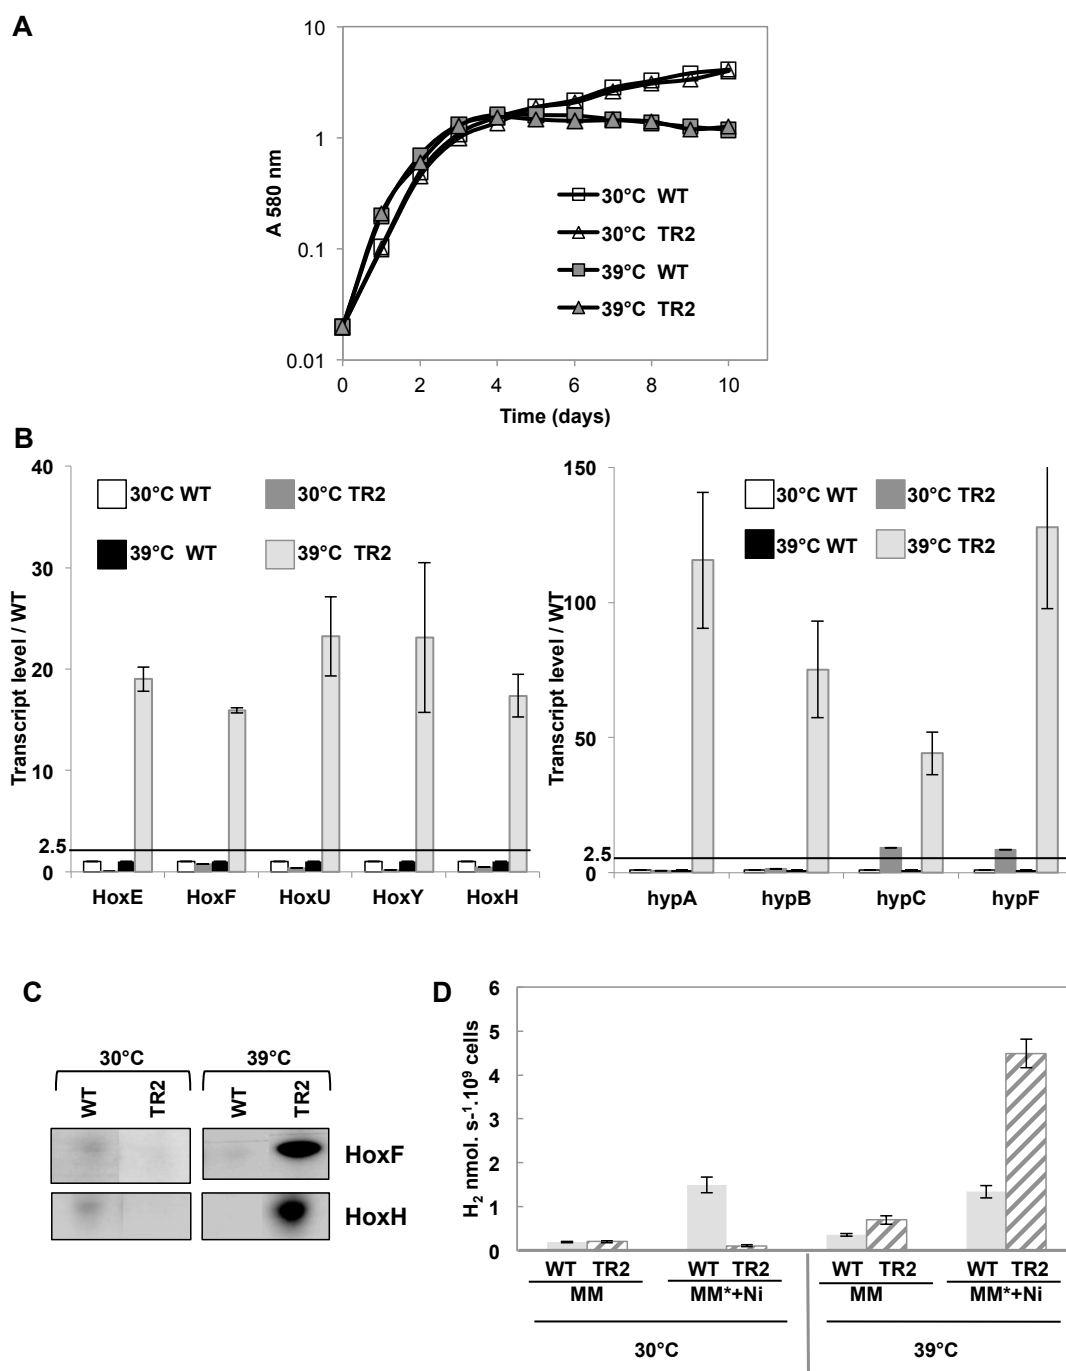 A
10
1
0.1
0.01
A 580 nm
30°C WT
30°C TR2
39°C WT
39°C TR2
0 2 4 6 8 10
Time (days)
B
40
30
20
10
2.5
0
Transcript level / WT
30°C WT
30°C TR2
39°C WT
39°C TR2
HoxE HoxF HoxU HoxY HoxH
150
100
50
2.5
0
Transcript level / WT
30°C WT
30°C TR2
39°C WT
39°C TR2
hypA hypB hypC hypF
C
30°C 39°C
WT TR2 WT TR2
HoxF
HoxH
D
6
5
4
3
2
1
0
H₂ nmol. s⁻¹.10⁹ cells
WT TR2 WT TR2 WT TR2 WT TR2
MM MM*+Ni MM MM*+Ni
30°C 39°C